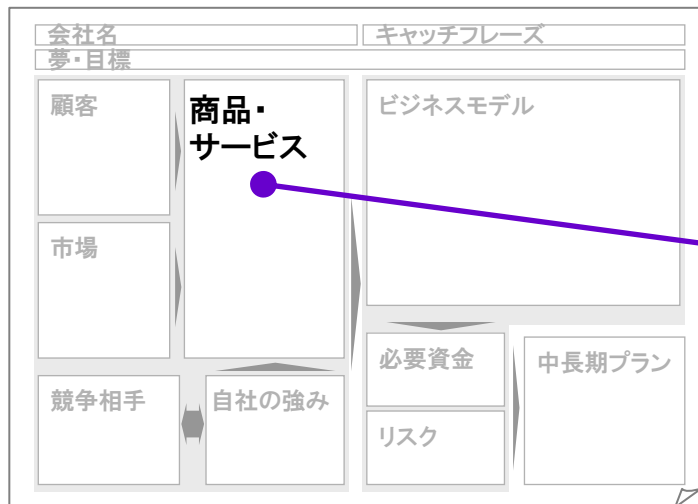 会社名
キャッチフレーズ
夢・目標
顧客
商品・
サービス
ビジネスモデル
市場
必要資金
中長期プラン
競争相手
自社の強み
リスク